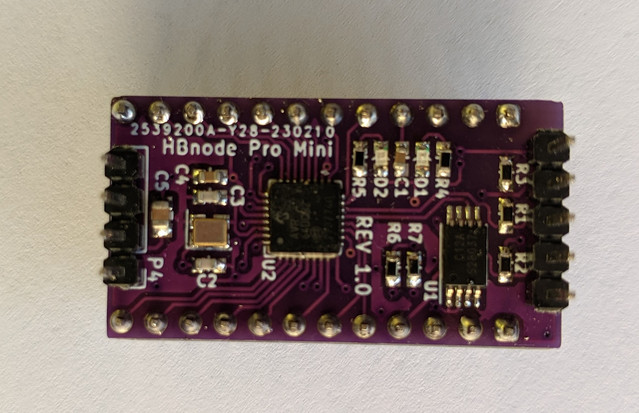 2539200A-Y28-230210
HBnode Pro Mini
C5
C4
C3
R5
D2
C1
D1
R4
R3
R1
R2
REV 1.0
R6
R7
P4
C2
U2
U1